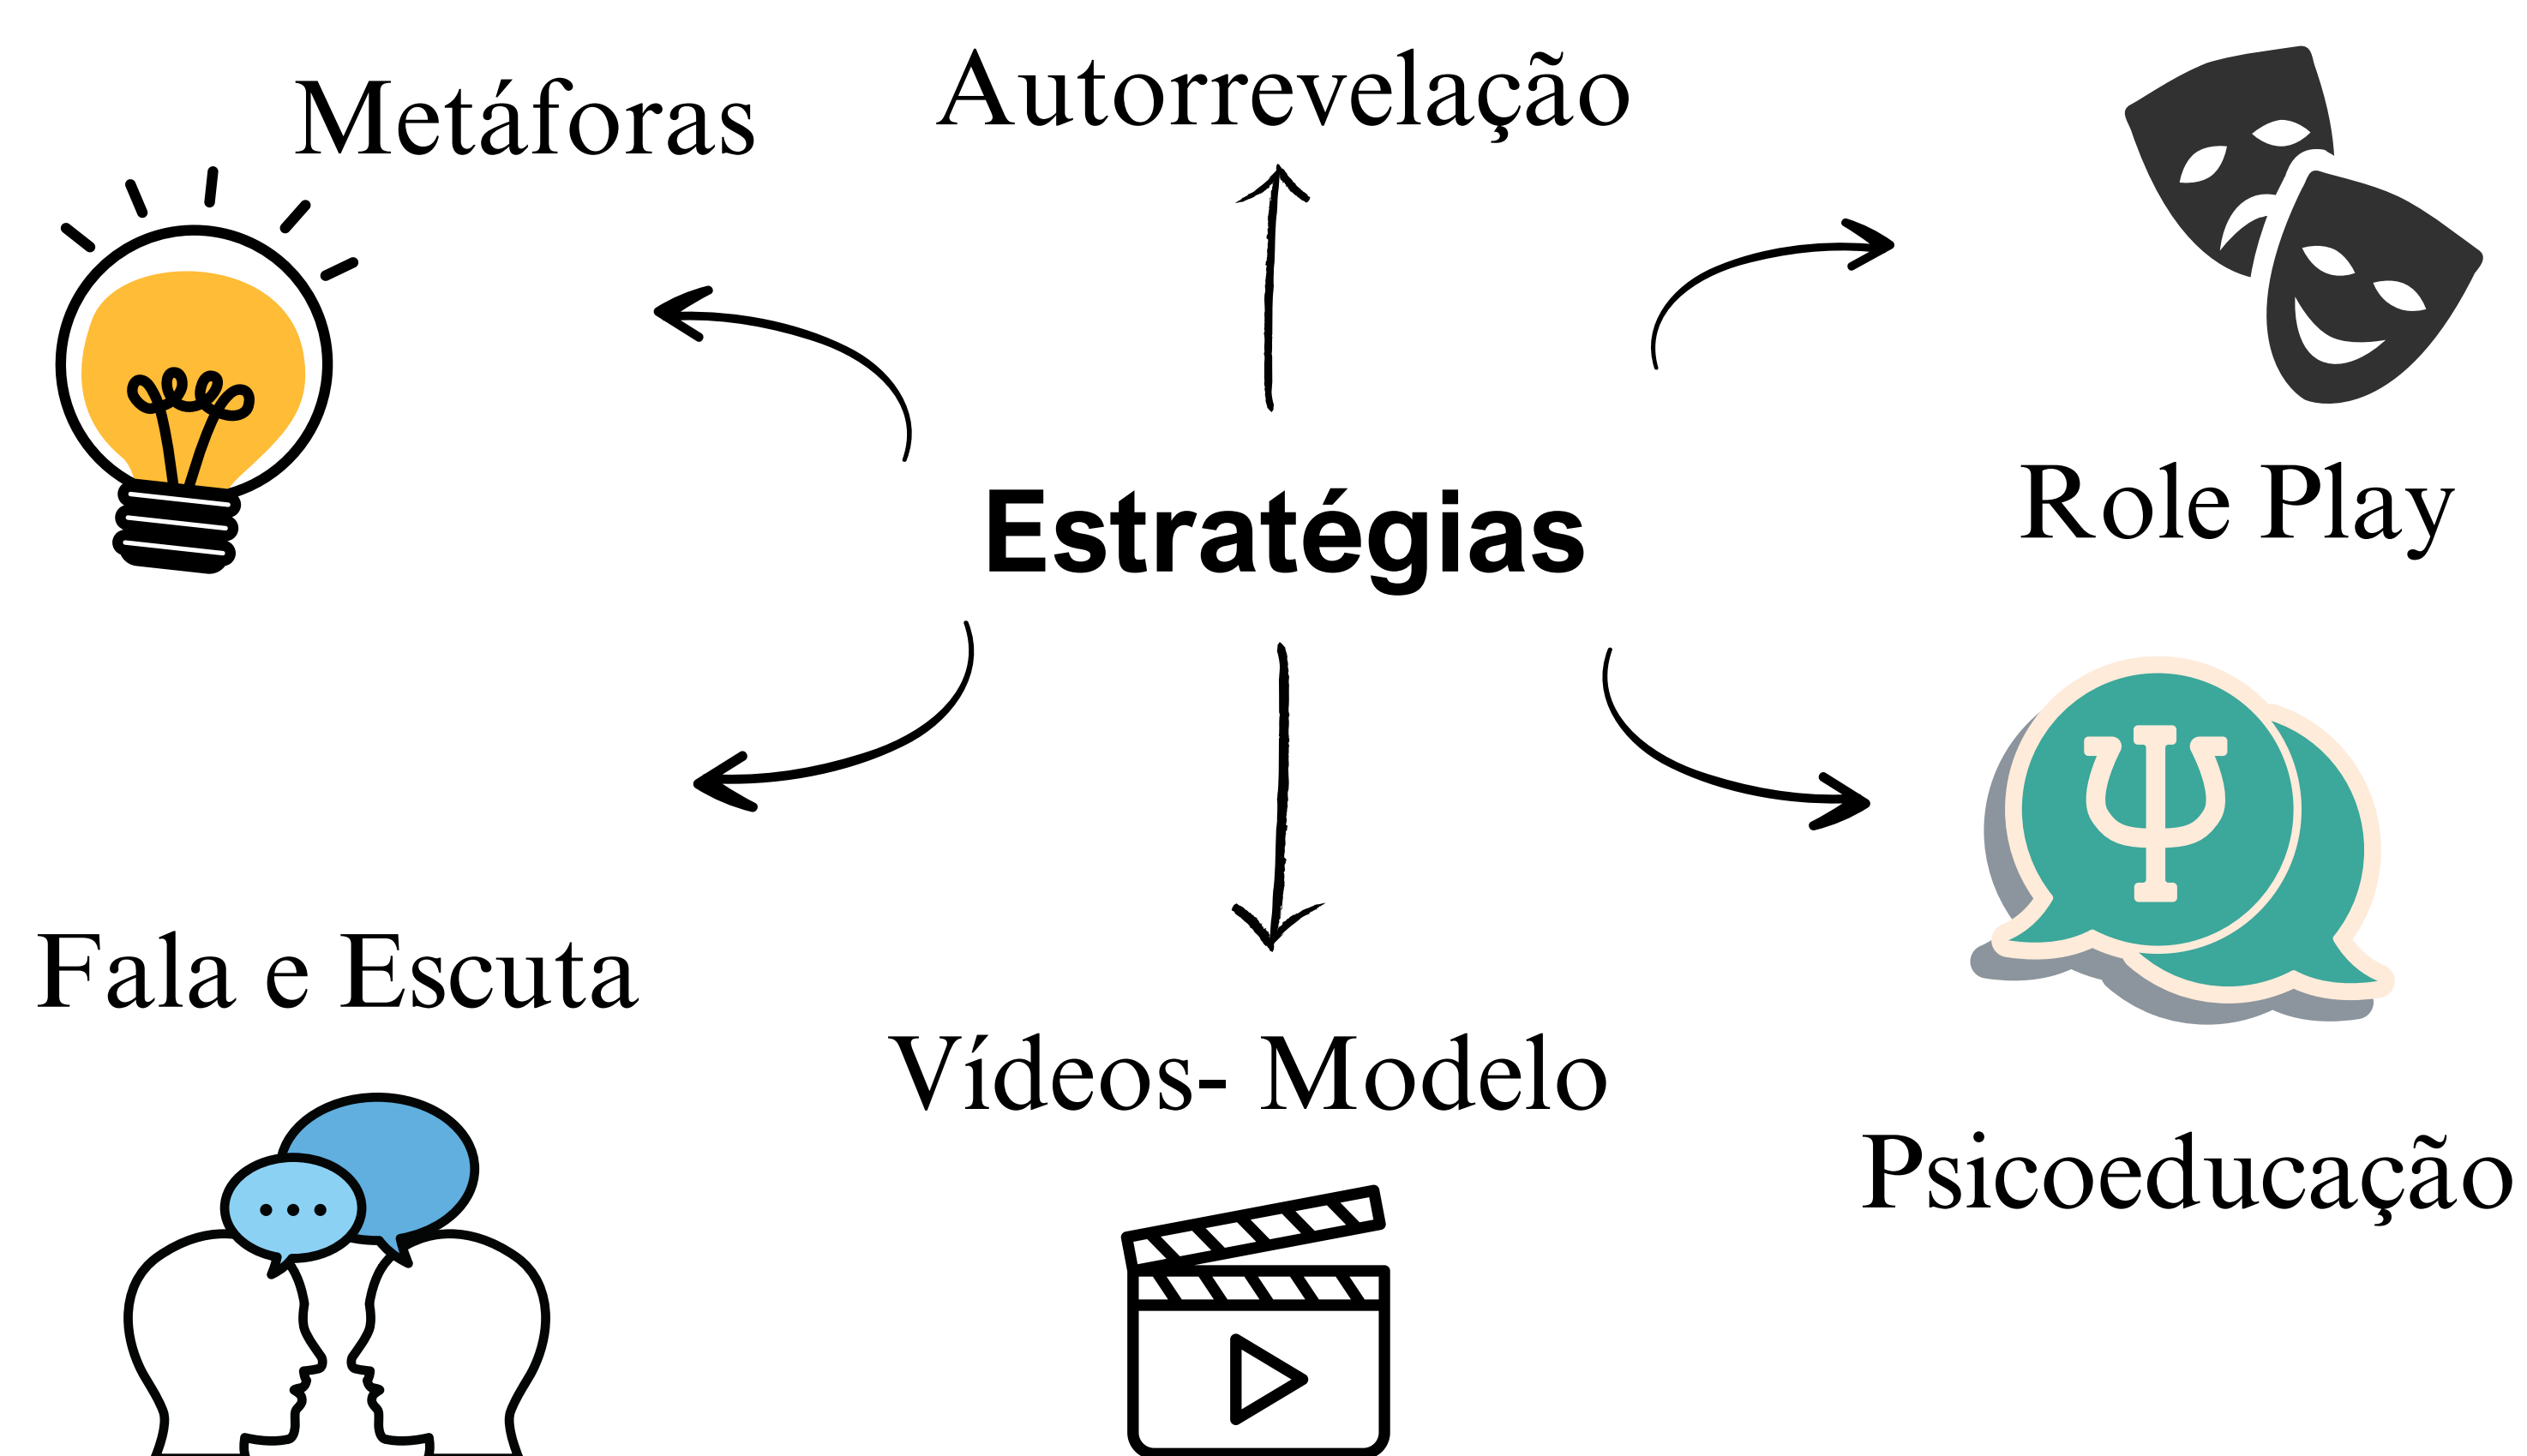 Metáforas
Autorrevelação
Role Play
Estratégias
Fala e Escuta
Vídeos- Modelo
Psicoeducação